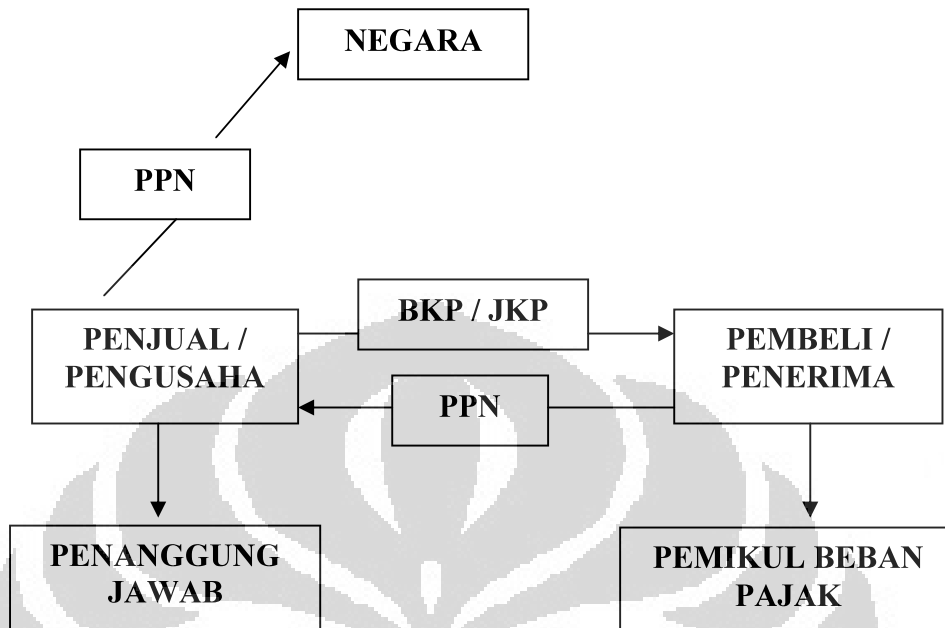 NEGARA
PPN
BKP / JKP
PENJUAL /
PENGUSAHA
PEMBELI /
PENERIMA
PPN
PENANGGUNG
JAWAB
PEMIKUL BEBAN
PAJAK